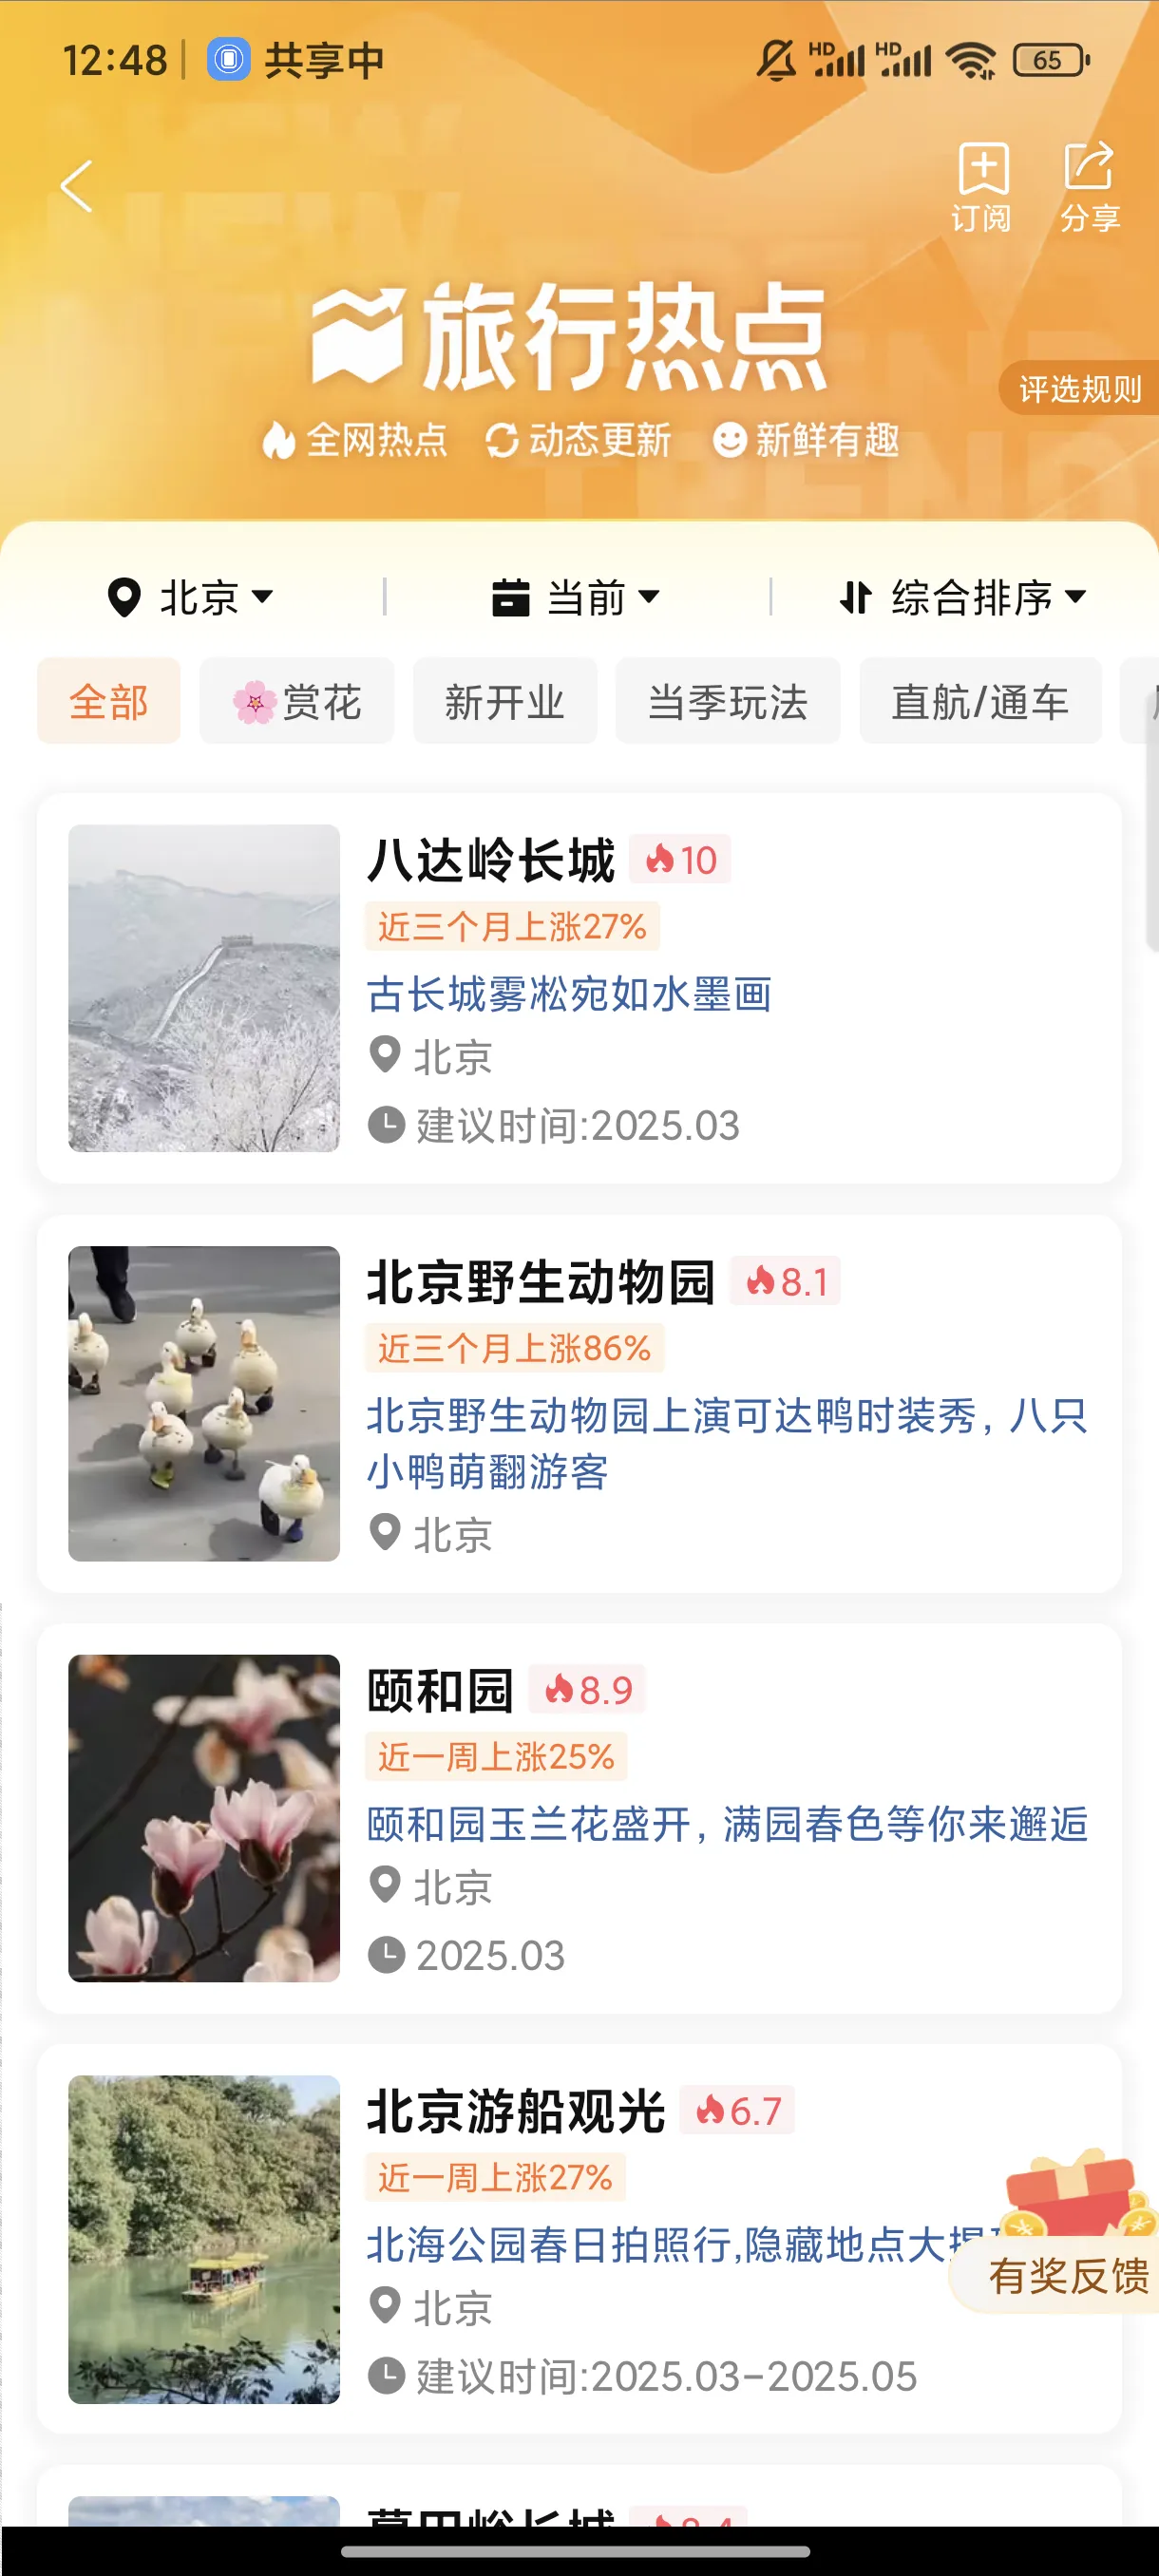 12:48
共享中
HD
HD
65
订阅
分享
旅行热点
评选规则
全网热点 动态更新 新鲜有趣
北京 当前 综合排序
全部 赏花 新开业 当季玩法 直航/通车
八达岭长城 10
近三个月上涨27%
古长城雾凇宛如水墨画
北京
建议时间:2025.03
北京野生动物园 8.1
近三个月上涨86%
北京野生动物园上演可达鸭时装秀，八只
小鸭萌翻游客
北京
颐和园 8.9
近一周上涨25%
颐和园玉兰花盛开，满园春色等你来邂逅
北京
2025.03
北京游船观光 6.7
近一周上涨27%
北海公园春日拍照行,隐藏地点大揭
有奖反馈
北京
建议时间:2025.03-2025.05
慕田峪长城